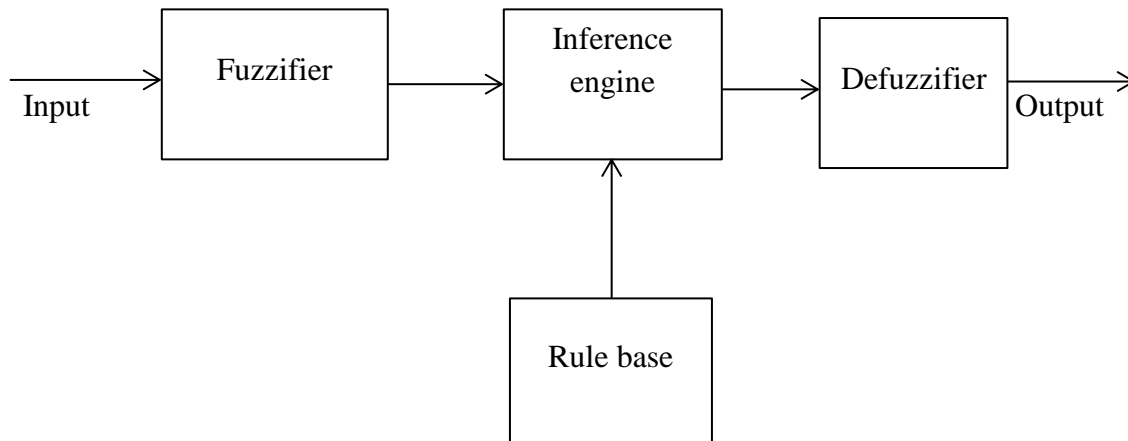 Input
Fuzzifier
Inference
engine
Defuzzifier
Output
Rule base